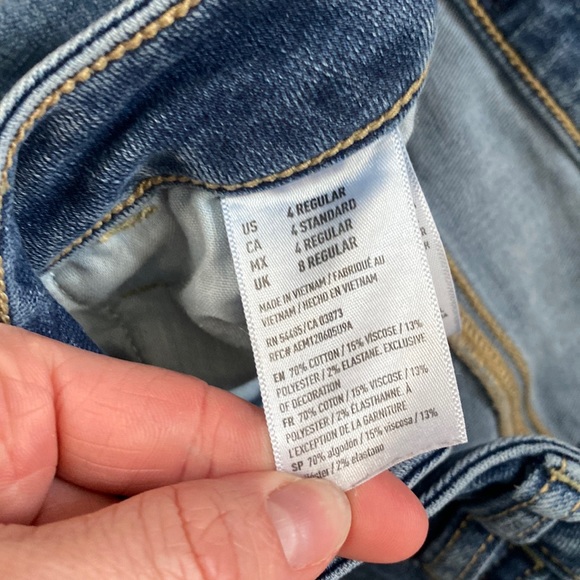 US 4 REGULAR
CA 4 STANDARD
MX 4 REGULAR
UK 8 REGULAR
MADE IN VIETNAM / FABRIQUÉ AU
VIETNAM / HECHO EN VIETNAM
RN 54485/CA 03873
RFC# AEM120605U9A
EN 70% COTTON / 15% VISCOSE / 13%
POLYESTER / 2% ELASTANE. EXCLUSIVE
OF DECORATION
FR 70% COTON / 15% VISCOSE / 13%
POLYESTER / 2% ÉLASTHANNE. À
L'EXCEPTION DE LA GARNITURE
SP 70% algodón / 15% viscosa / 13%
/ 2% elastano